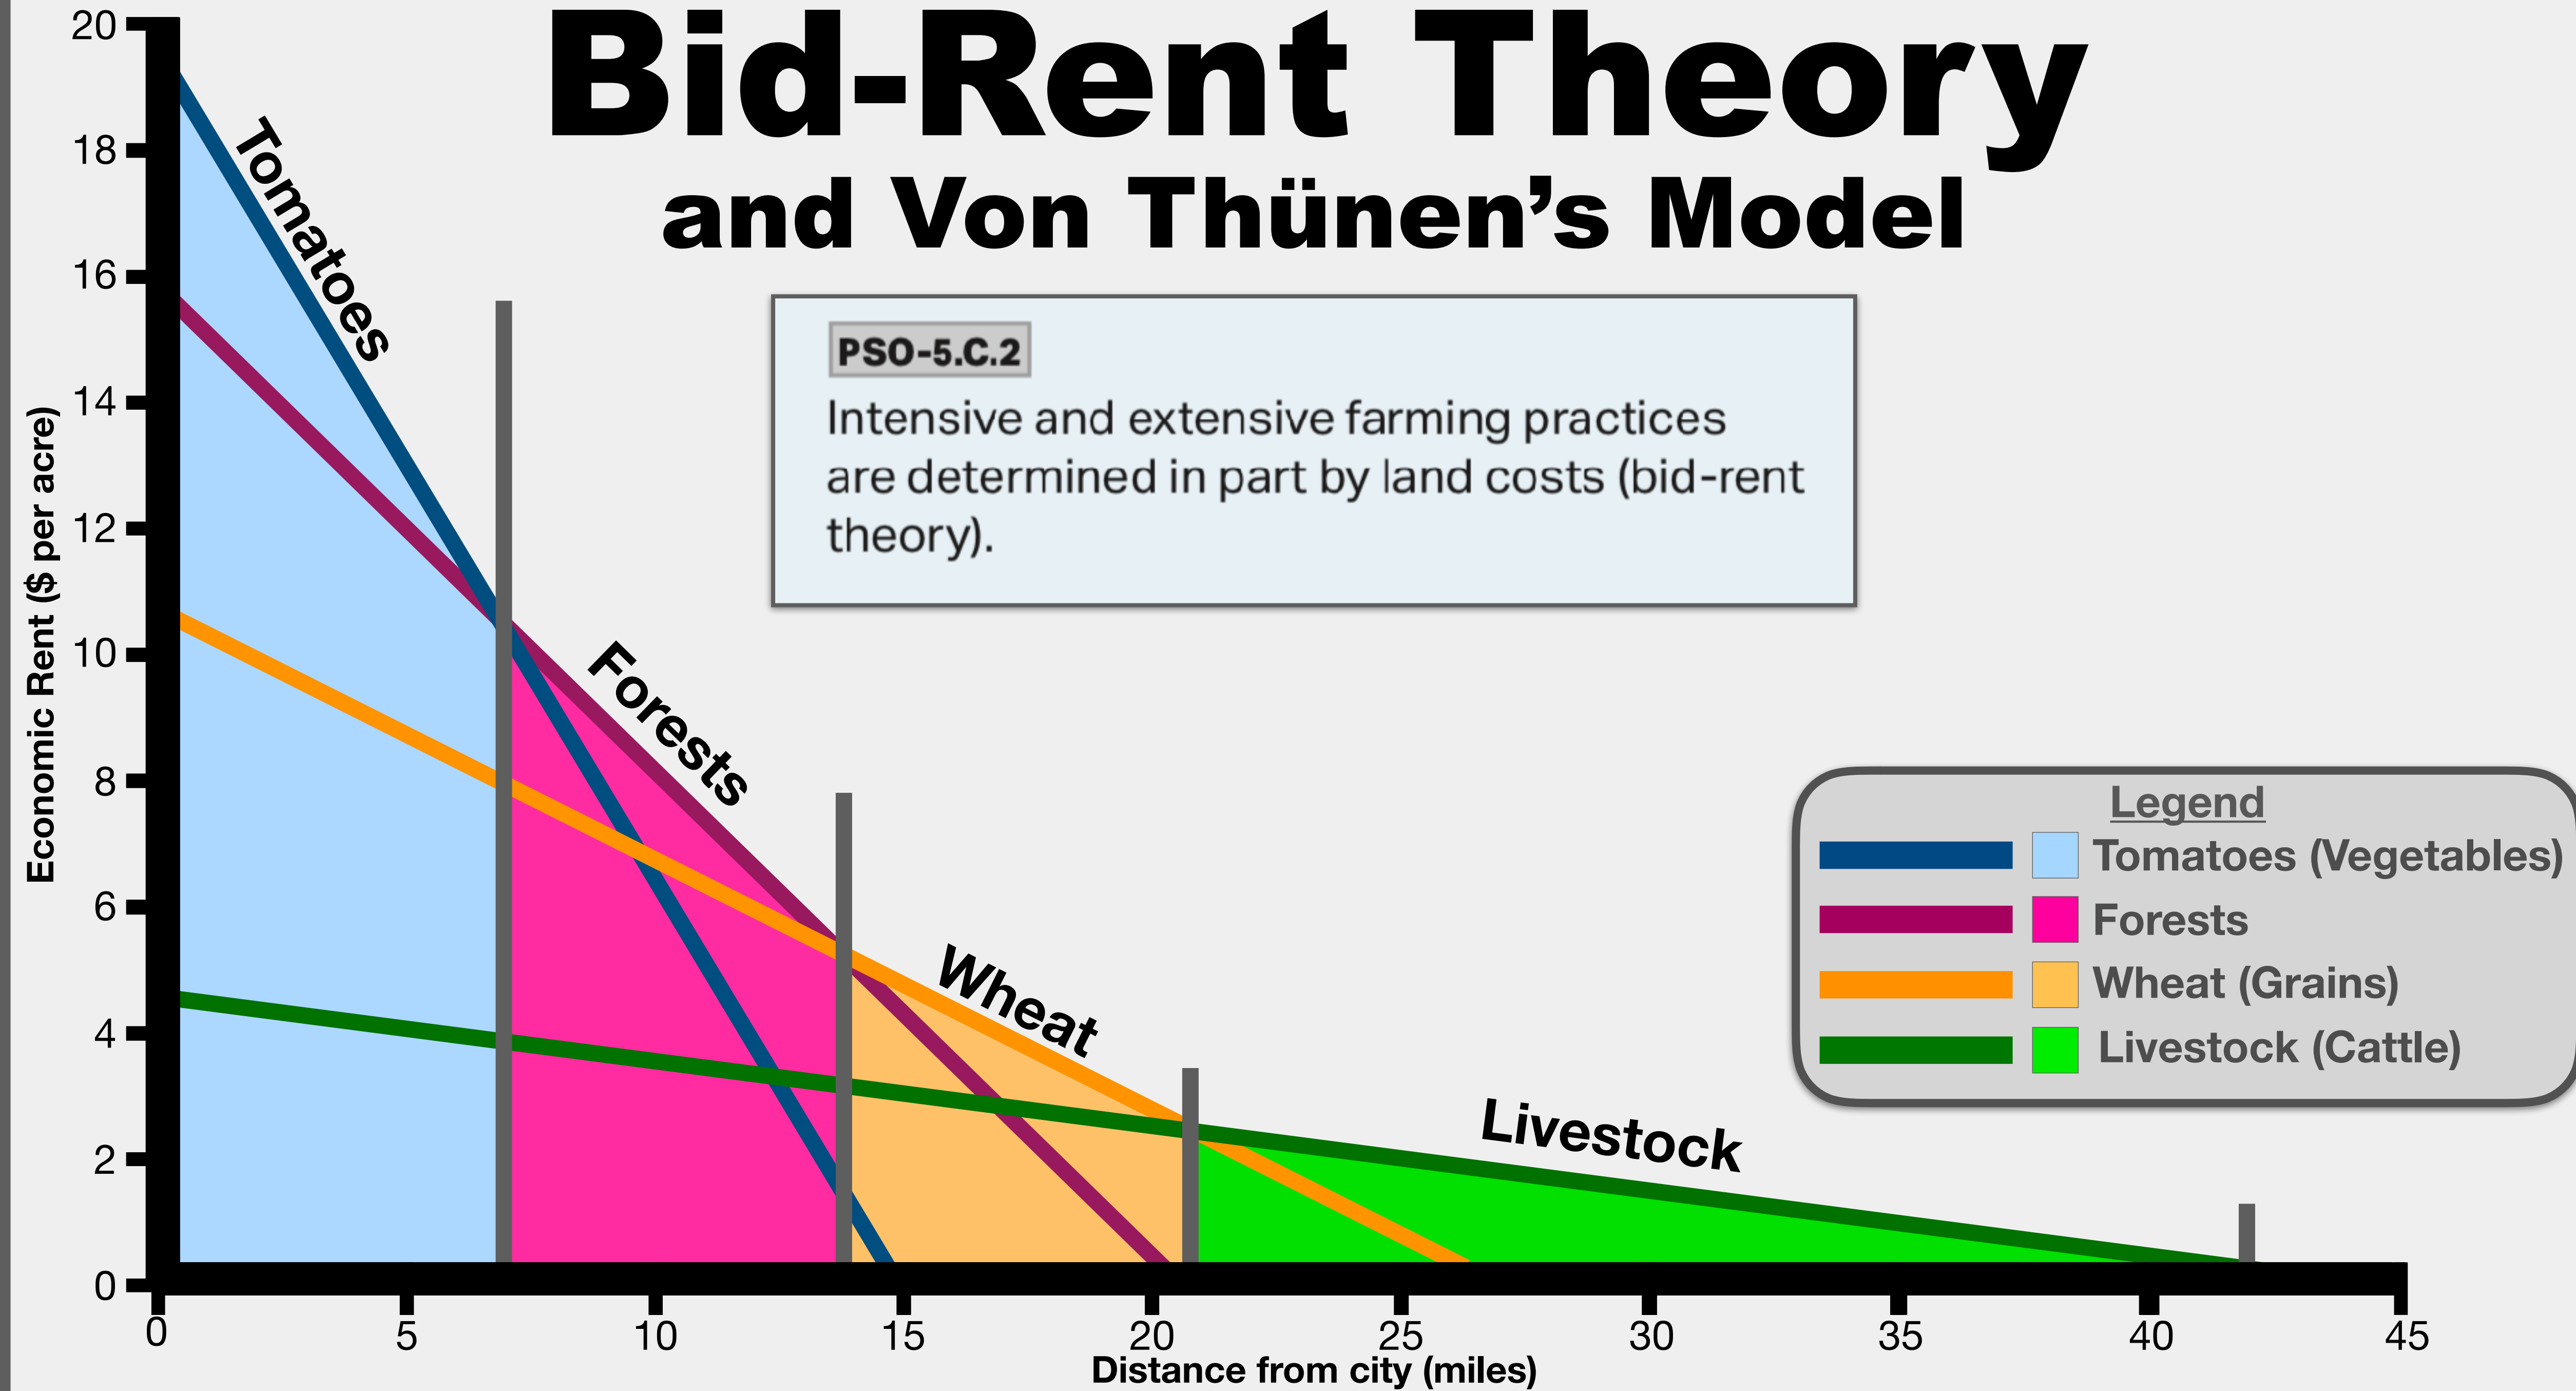 Bid-Rent Theory
and Von Thünen’s Model
PSO-5.C.2
Intensive and extensive farming practices
are determined in part by land costs (bid-rent
theory).
Economic Rent ($ per acre)
20
18
16
14
12
10
8
6
4
2
0
Tomatoes
Forests
Wheat
Livestock
Legend
Tomatoes (Vegetables)
Forests
Wheat (Grains)
Livestock (Cattle)
0 5 10 15 20 25 30 35 40 45
Distance from city (miles)